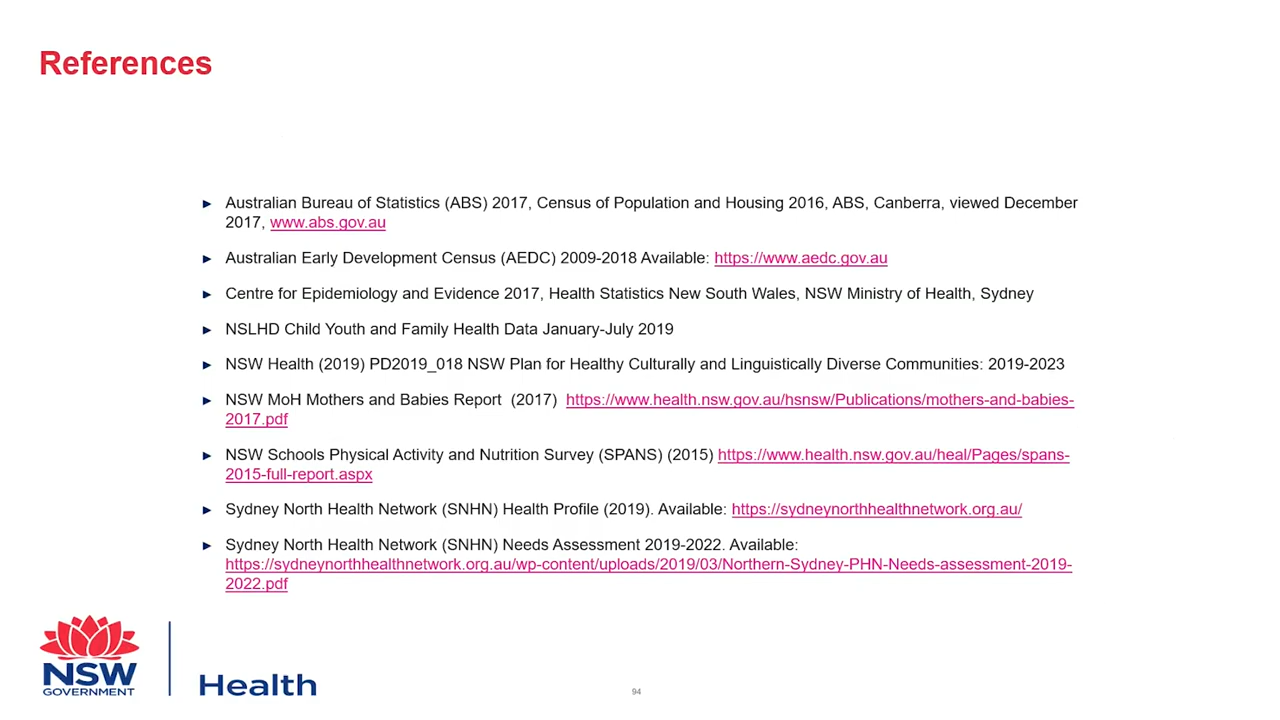 References
► Australian Bureau of Statistics (ABS) 2017, Census of Population and Housing 2016, ABS, Canberra, viewed December
2017, www.abs.gov.au
► Australian Early Development Census (AEDC) 2009-2018 Available: https://www.aedc.gov.au
► Centre for Epidemiology and Evidence 2017, Health Statistics New South Wales, NSW Ministry of Health, Sydney
► NSLHD Child Youth and Family Health Data January-July 2019
► NSW Health (2019) PD2019_018 NSW Plan for Healthy Culturally and Linguistically Diverse Communities: 2019-2023
► NSW MoH Mothers and Babies Report (2017) https://www.health.nsw.gov.au/hsnsw/Publications/mothers-and-babies-
2017.pdf
► NSW Schools Physical Activity and Nutrition Survey (SPANS) (2015) https://www.health.nsw.gov.au/heal/Pages/spans-
2015-full-report.aspx
► Sydney North Health Network (SNHN) Health Profile (2019). Available: https://sydneynorthhealthnetwork.org.au/
► Sydney North Health Network (SNHN) Needs Assessment 2019-2022. Available:
https://sydneynorthhealthnetwork.org.au/wp-content/uploads/2019/03/Northern-Sydney-PHN-Needs-assessment-2019-
2022.pdf
NSW
GOVERNMENT
Health
94